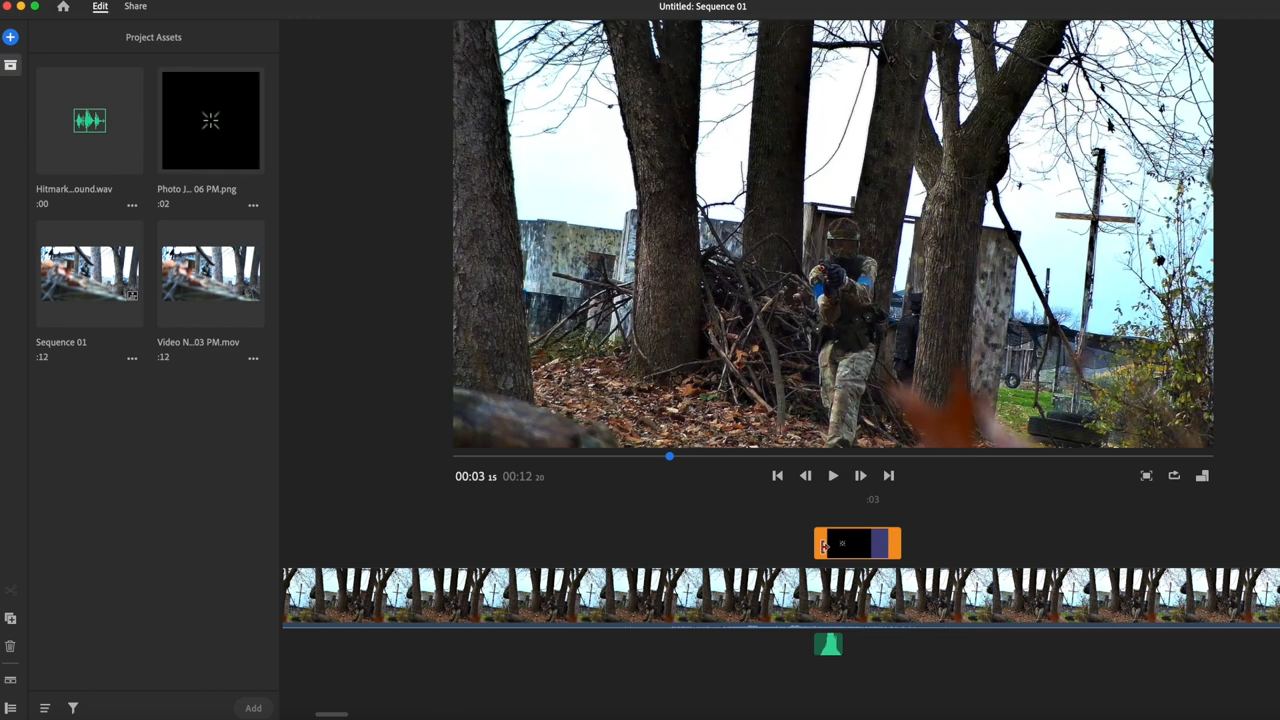 Edit Share
Untitled: Sequence 01
Project Assets
Hitmark...ound.wav
:00
Photo J... 06 PM.png
:02
Sequence 01
:12
Video N...03 PM.mov
:12
00:03 15 00:12 20
:03
Add